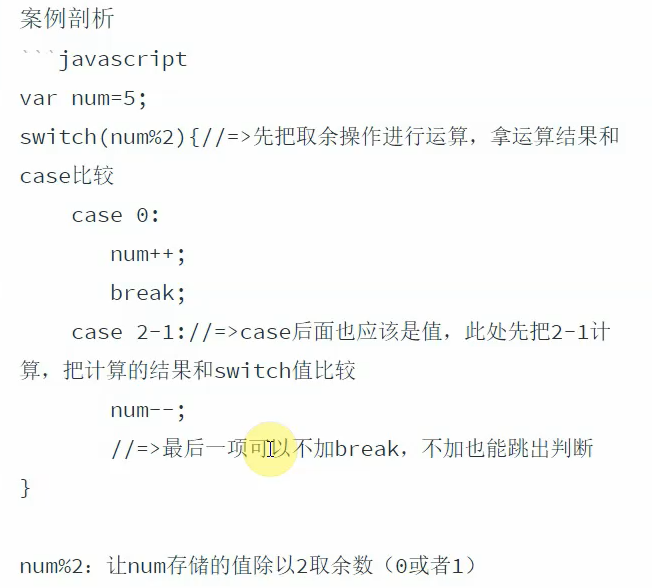 案例剖析
```javascript
var num=5;
switch(num%2){//=>先把取余操作进行运算，拿运算结果和
case比较
    case 0:
       num++;
       break;
    case 2-1://=>case后面也应该是值，此处先把2-1计
算，把计算的结果和switch值比较
       num--;
       //=>最后一项可以不加break，不加也能跳出判断
}
num%2：让num存储的值除以2取余数（0或者1）